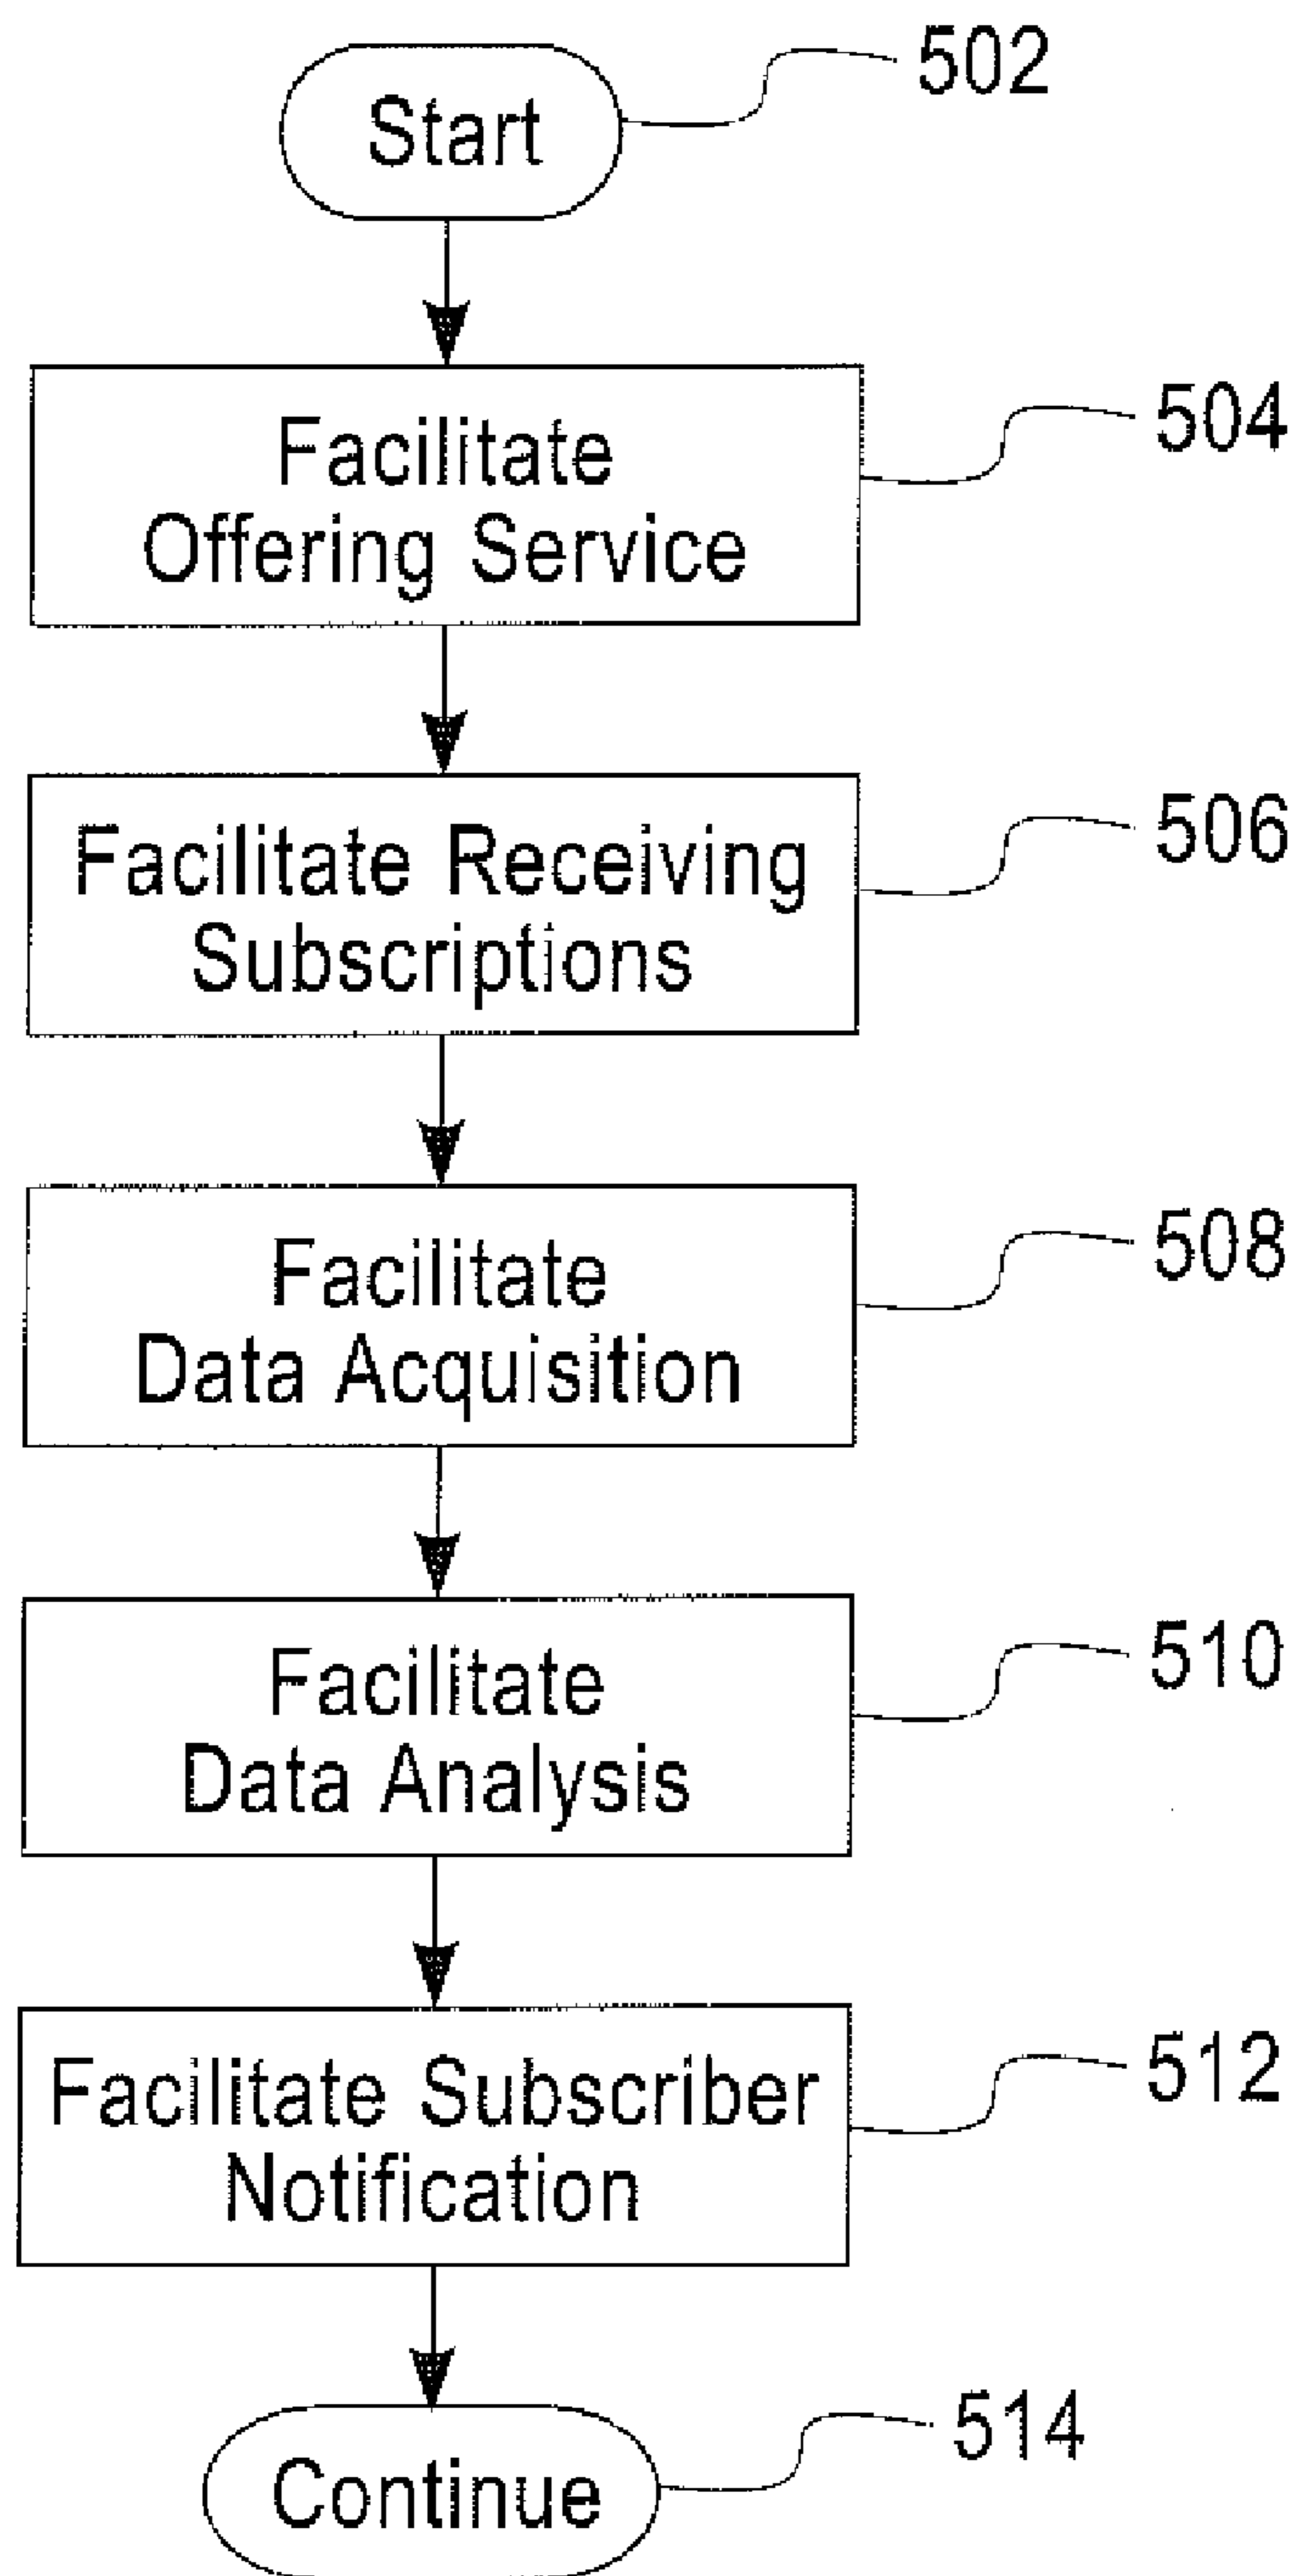 Start
502
Facilitate
Offering Service
504
Facilitate Receiving
Subscriptions
506
Facilitate
Data Acquisition
508
Facilitate
Data Analysis
510
Facilitate Subscriber
Notification
512
Continue
514